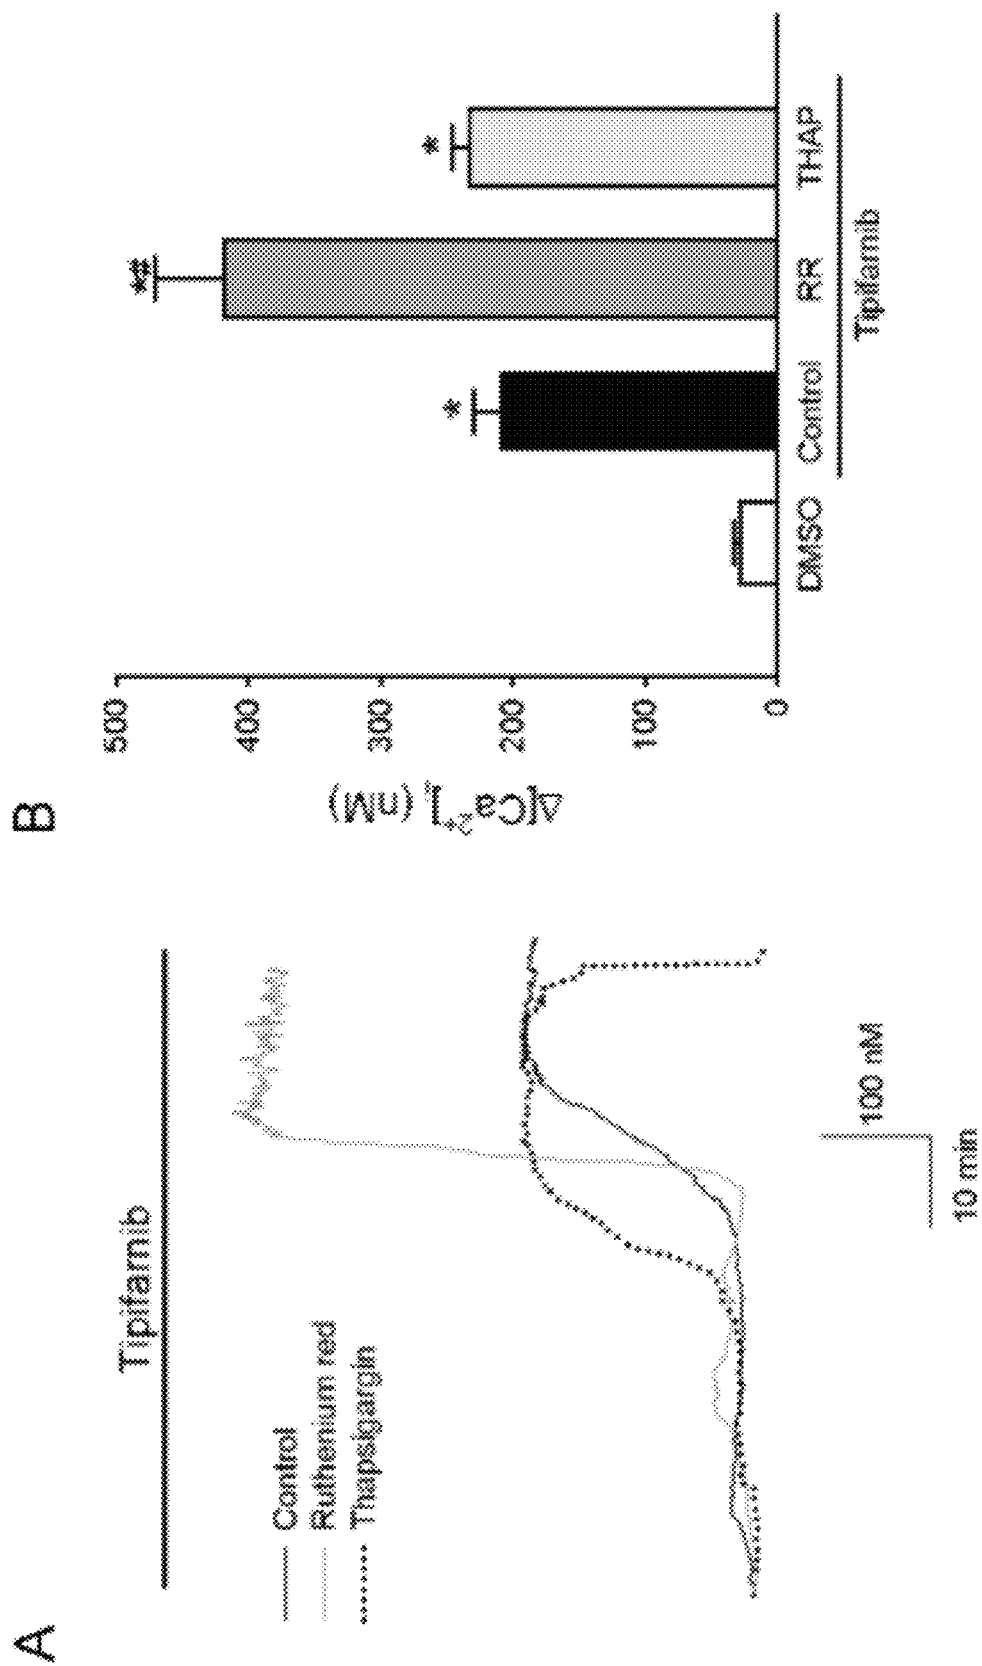 A
Tipifarnib
Control
Ruthenium red
Thapsigargin
100 nM
10 min
B
Δ[Ca²⁺]ᵢ (nM)
500
400
300
200
100
0
*
*#
*
DMSO
Control
RR
THAP
Tipifarnib